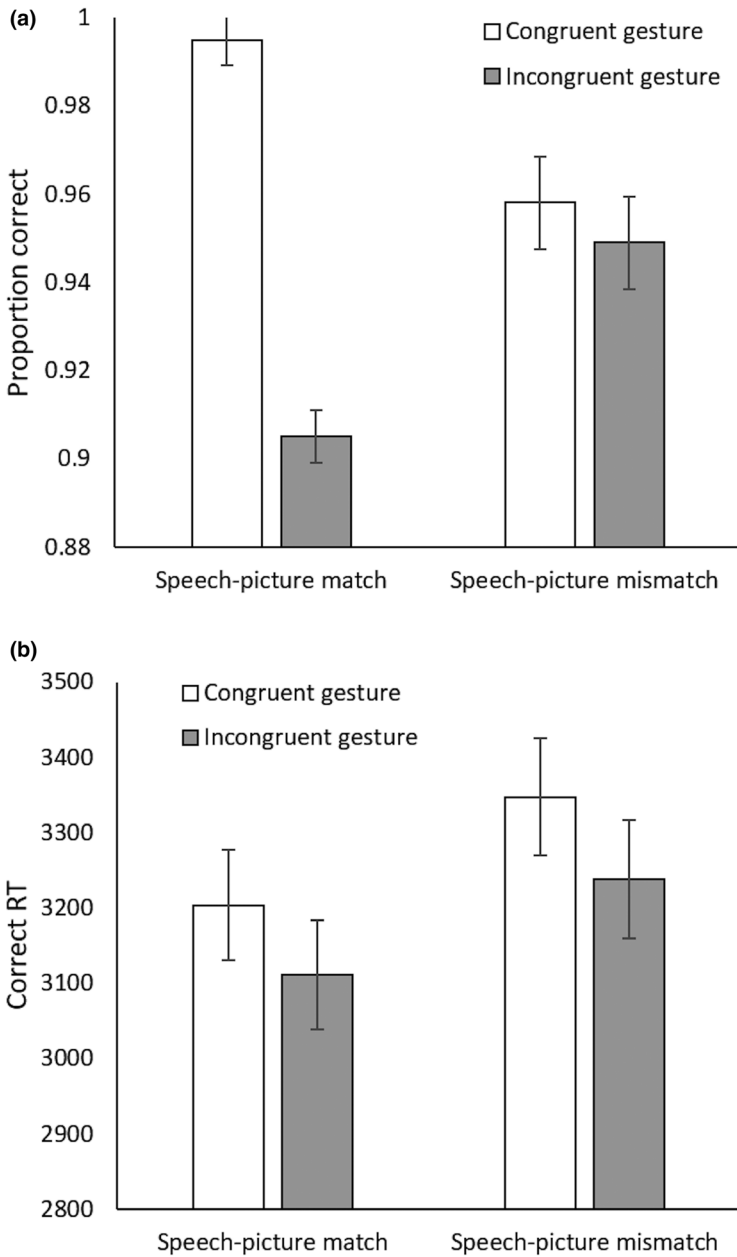 (a)
1
Congruent gesture
Incongruent gesture
0.98
0.96
0.94
0.92
0.9
0.88
Proportion correct
Speech-picture match
Speech-picture mismatch
(b)
3500
Congruent gesture
Incongruent gesture
3400
3300
3200
3100
3000
2900
2800
Correct RT
Speech-picture match
Speech-picture mismatch